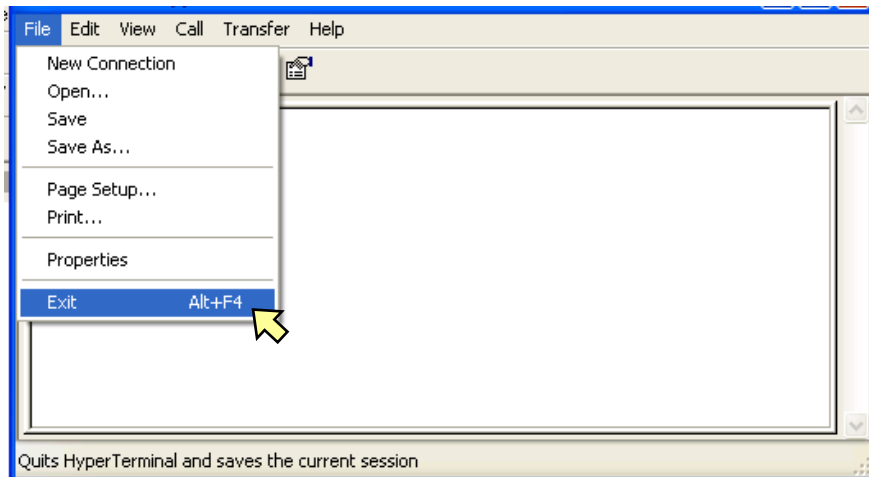 File Edit View Call Transfer Help
New Connection
Open...
Save
Save As...
Page Setup...
Print...
Properties
Exit Alt+F4
Quits HyperTerminal and saves the current session